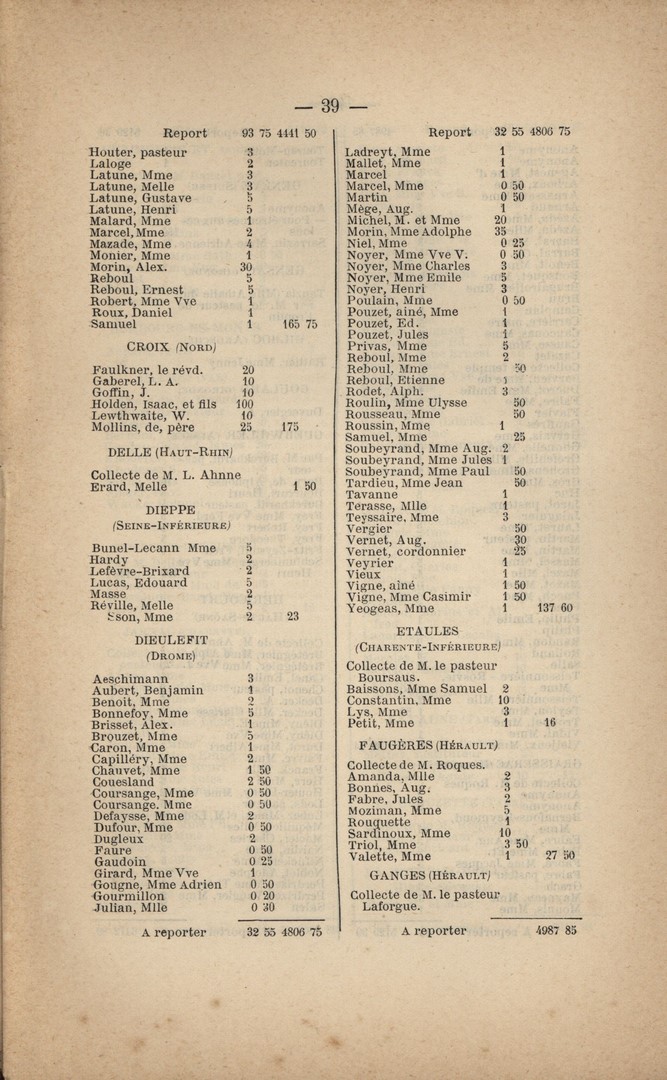 — 39 —
Report 93 75 4441 50
Houter, pasteur 3
Laloge 2
Latune, Mme 3
Latune, Melle 3
Latune, Gustave 5
Latune, Henri 5
Malard, Mme 1
Marcel, Mme 2
Mazade, Mme 4
Monier, Mme 1
Morin, Alex. 30
Reboul 5
Reboul, Ernest 5
Robert, Mme Vve 1
Roux, Daniel 1
Samuel 1 165 75
CROIX (NORD)
Faulkner, le révd. 20
Gaberel, L. A. 10
Goffin, J. 10
Holden, Isaac, et fils 100
Lewthwaite, W. 10
Mollins, de, père 25 175
DELLE (HAUT-RHIN)
Collecte de M. L. Ahnne
Erard, Melle 1 50
DIEPPE
(SEINE-INFÉRIEURE)
Bunel-Lecann Mme 5
Hardy 2
Lefèvre-Brixard 2
Lucas, Edouard 5
Masse 2
Réville, Melle 5
Sson, Mme 2 23
DIEULEFIT
(DROME)
Aeschimann 3
Aubert, Benjamin 1
Benoit, Mme 2
Bonnefoy, Mme 5
Brisset, Alex. 1
Brouzet, Mme 5
Caron, Mme 1
Capilléry, Mme 2
Chauvet, Mme 1 50
Couesland 2 50
Coursange, Mme 0 50
Coursange. Mme 0 50
Defaysse, Mme 2
Dufour, Mme 0 50
Dugleux 2
Faure 0 50
Gaudoin 0 25
Girard, Mme Vve 1
Gougne, Mme Adrien 0 50
Gourmillon 0 20
Julian, Mlle 0 30
A reporter 32 55 4806 75
Report 32 55 4806 75
Ladreyt, Mme 1
Mallet, Mme 1
Marcel 1
Marcel, Mme 0 50
Martin 0 50
Mège, Aug. 1
Michel, M. et Mme 20
Morin, Mme Adolphe 35
Niel, Mme 0 25
Noyer, Mme Vve V. 0 50
Noyer, Mme Charles 3
Noyer, Mme Emile 5
Noyer, Henri 3
Poulain, Mme 0 50
Pouzet, ainé, Mme 1
Pouzet, Ed. 1
Pouzet, Jules 1
Privas, Mme 5
Reboul, Mme 2
Reboul, Mme 50
Reboul, Etienne
Rodet, Alph. 3
Roulin, Mme Ulysse 50
Rousseau, Mme 50
Roussin, Mme 1
Samuel, Mme 25
Soubeyrand, Mme Aug. 2
Soubeyrand, Mme Jules 1
Soubeyrand, Mme Paul 50
Tardieu, Mme Jean 50
Tavanne 1
Terasse, Mlle 1
Teyssaire, Mme 3
Vergier 50
Vernet, Aug. 30
Vernet, cordonnier 25
Veyrier 1
Vieux 1
Vigne, aîné 1 50
Vigne, Mme Casimir 1 50
Yeogeas, Mme 1 137 60
ETAULES
(CHARENTE-INFÉRIEURE)
Collecte de M. le pasteur
Boursaus.
Baissons, Mme Samuel 2
Constantin, Mme 10
Lys, Mme 3
Petit, Mme 1 16
FAUGÈRES (HÉRAULT)
Collecte de M. Roques.
Amanda, Mlle 2
Bonnes, Aug. 3
Fabre, Jules 2
Moziman, Mme 5
Rouquette 1
Sardinoux, Mme 10
Triol, Mme 3 50
Valette, Mme 1 27 50
GANGES (HÉRAULT)
Collecte de M. le pasteur
Laforgue.
A reporter 4987 85